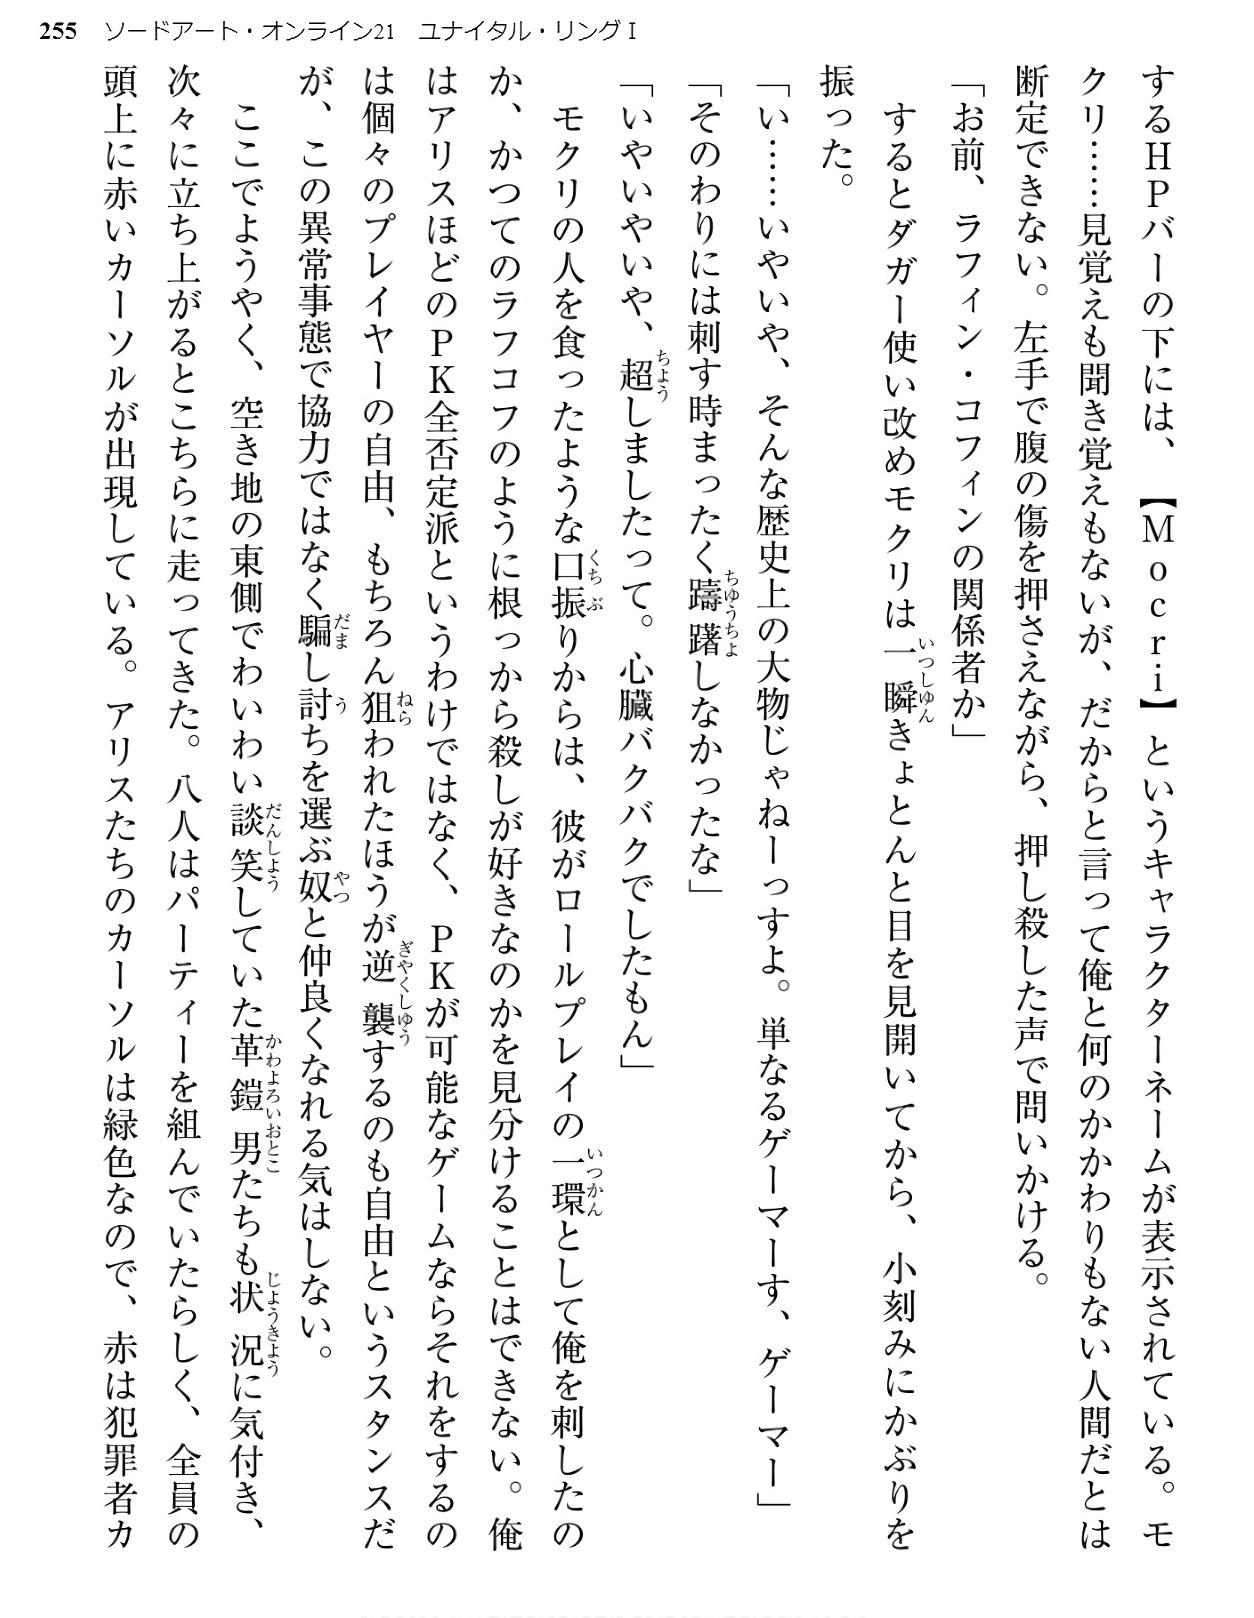 255 ソードアート・オンライン21 ユナイタル・リングⅠ
するHPバーの下には、【Mocri】というキャラクターネームが表示されている。モ
クリ……見覚えも聞き覚えもないが、だからと言って俺と何のかかわりもない人間だとは
断定できない。左手で腹の傷を押さえながら、押し殺した声で問いかける。
「お前、ラフィン・コフィンの関係者か」
するとダガー使い改めモクリは一瞬きょとんと目を見開いてから、小刻みにかぶりを
振った。
「い……いやいや、そんな歴史上の大物じゃねーっすよ。単なるゲーマーす、ゲーマー」
「そのわりには刺す時まったく躊躇しなかったな」
「いやいやいや、超しましたって。心臓バクバクでしたもん」
モクリの人を食ったような口振りからは、彼がロールプレイの一環として俺を刺したの
か、かつてのラフコフのように根っから殺しが好きなのかを見分けることはできない。俺
はアリスほどのPK全否定派というわけではなく、PKが可能なゲームならそれをするの
は個々のプレイヤーの自由、もちろん狙われたほうが逆襲するのも自由というスタンスだ
が、この異常事態で協力ではなく騙し討ちを選ぶ奴と仲良くなれる気はしない。
ここでようやく、空き地の東側でわいわい談笑していた革鎧男たちも状況に気付き、
次々に立ち上がるとこちらに走ってきた。八人はパーティーを組んでいたらしく、全員の
頭上に赤いカーソルが出現している。アリスたちのカーソルは緑色なので、赤は犯罪者カ